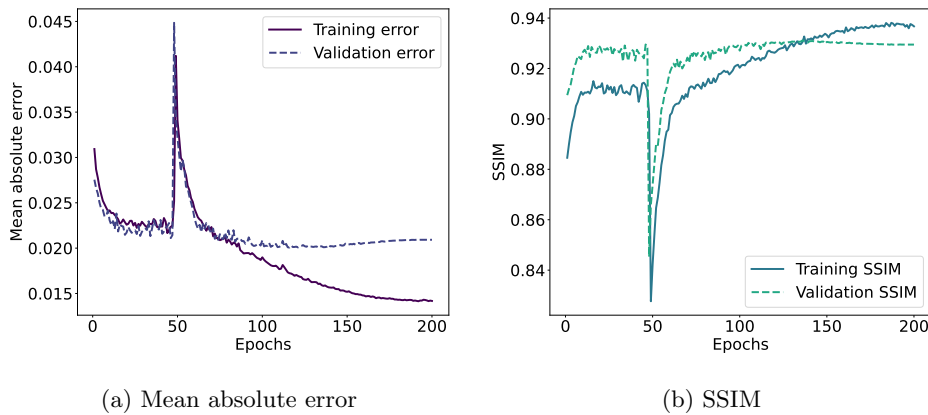 0.045
0.040
0.035
0.030
0.025
0.020
0.015
Mean absolute error
Training error
Validation error
0 50 100 150 200
Epochs
(a) Mean absolute error
0.94
0.92
0.90
0.88
0.86
0.84
SSIM
Training SSIM
Validation SSIM
0 50 100 150 200
Epochs
(b) SSIM